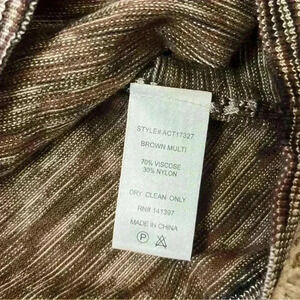 STYLE# ACT17327
BROWN MULTI
70% VISCOSE
30% NYLON
DRY CLEAN ONLY
RN# 141397
MADE IN CHINA
P